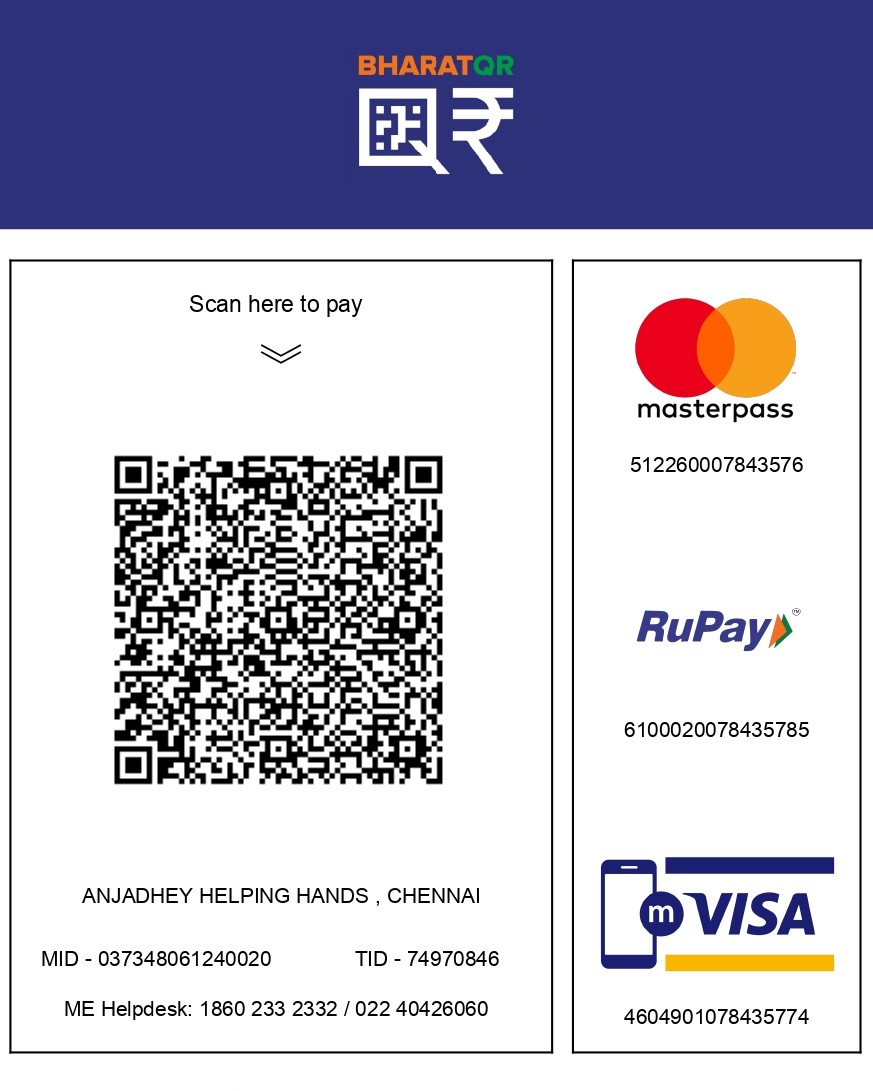 BHARATQR
Scan here to pay
ANJADHEY HELPING HANDS , CHENNAI
MID - 037348061240020 TID - 74970846
ME Helpdesk: 1860 233 2332 / 022 40426060
masterpass
512260007843576
RuPay
TM
6100020078435785
m VISA
4604901078435774